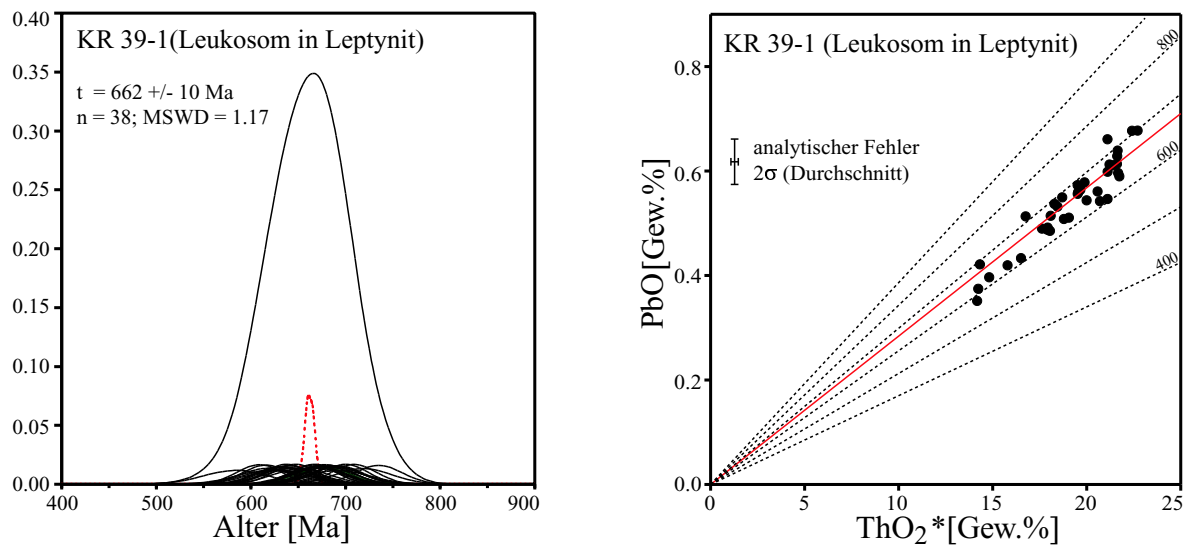 0.40
0.35
0.30
0.25
0.20
0.15
0.10
0.05
0.00
KR 39-1(Leukosom in Leptynit)
t = 662 +/- 10 Ma
n = 38; MSWD = 1.17
400 500 600 700 800 900
Alter [Ma]
PbO[Gew.%]
0.8
0.6
0.4
0.2
0.0
KR 39-1 (Leukosom in Leptynit)
analytischer Fehler
2σ (Durchschnitt)
800
600
400
0 5 10 15 20 25
ThO₂*[Gew.%]